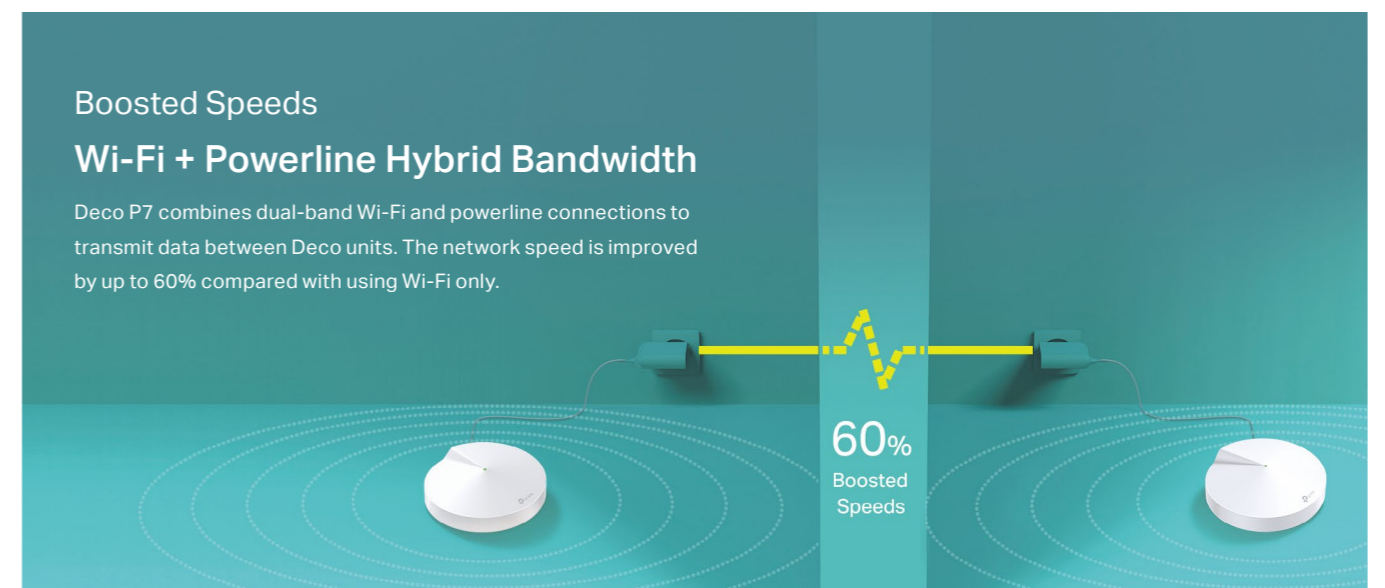 Boosted Speeds
Wi-Fi + Powerline Hybrid Bandwidth
Deco P7 combines dual-band Wi-Fi and powerline connections to
transmit data between Deco units. The network speed is improved
by up to 60% compared with using Wi-Fi only.
60%
Boosted
Speeds